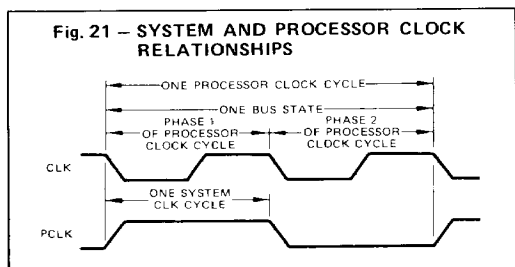 Fig. 21 – SYSTEM AND PROCESSOR CLOCK
RELATIONSHIPS
ONE PROCESSOR CLOCK CYCLE
ONE BUS STATE
PHASE 1
OF PROCESSOR
CLOCK CYCLE
PHASE 2
OF PROCESSOR
CLOCK CYCLE
CLK
ONE SYSTEM
CLK CYCLE
PCLK